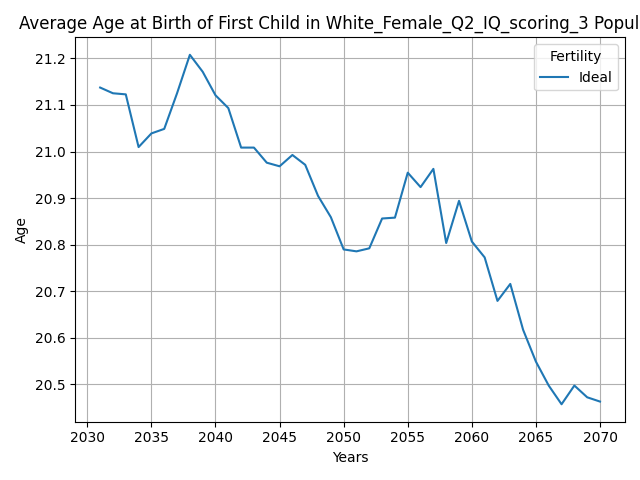 Average Age at Birth of First Child in White_Female_Q2_IQ_scoring_3 Popul
Fertility
Ideal
21.2
21.1
21.0
20.9
20.8
20.7
20.6
20.5
Age
2030 2035 2040 2045 2050 2055 2060 2065 2070
Years